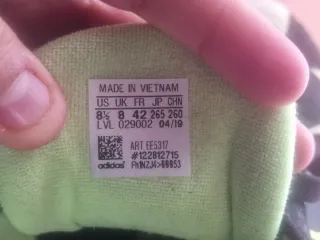 MADE IN VIETNAM
US UK FR JP CHN
8½ 8 42 265 260
LVL 029002 04/19
ART EE5317
#122812715
adidas